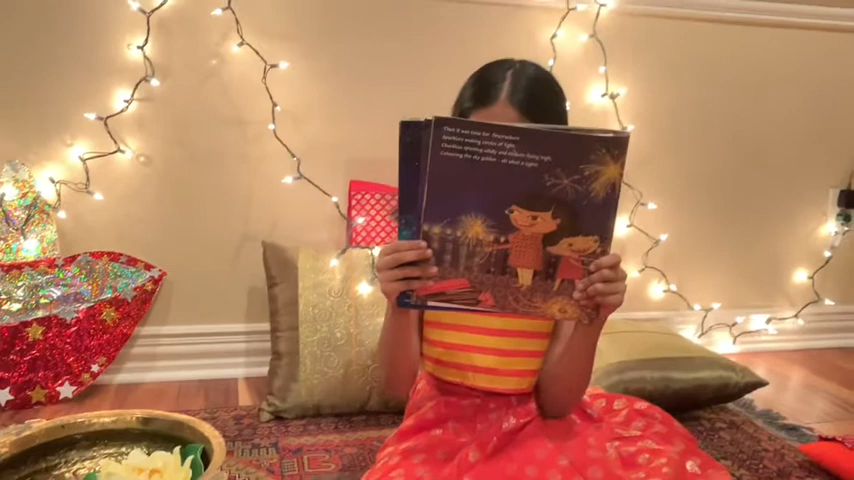 Then it was time for fireworks
Sparklers waving circles of light,
Chackras spinning wildly and rockets flying high
Colouring the sky golden - oh what a sight!